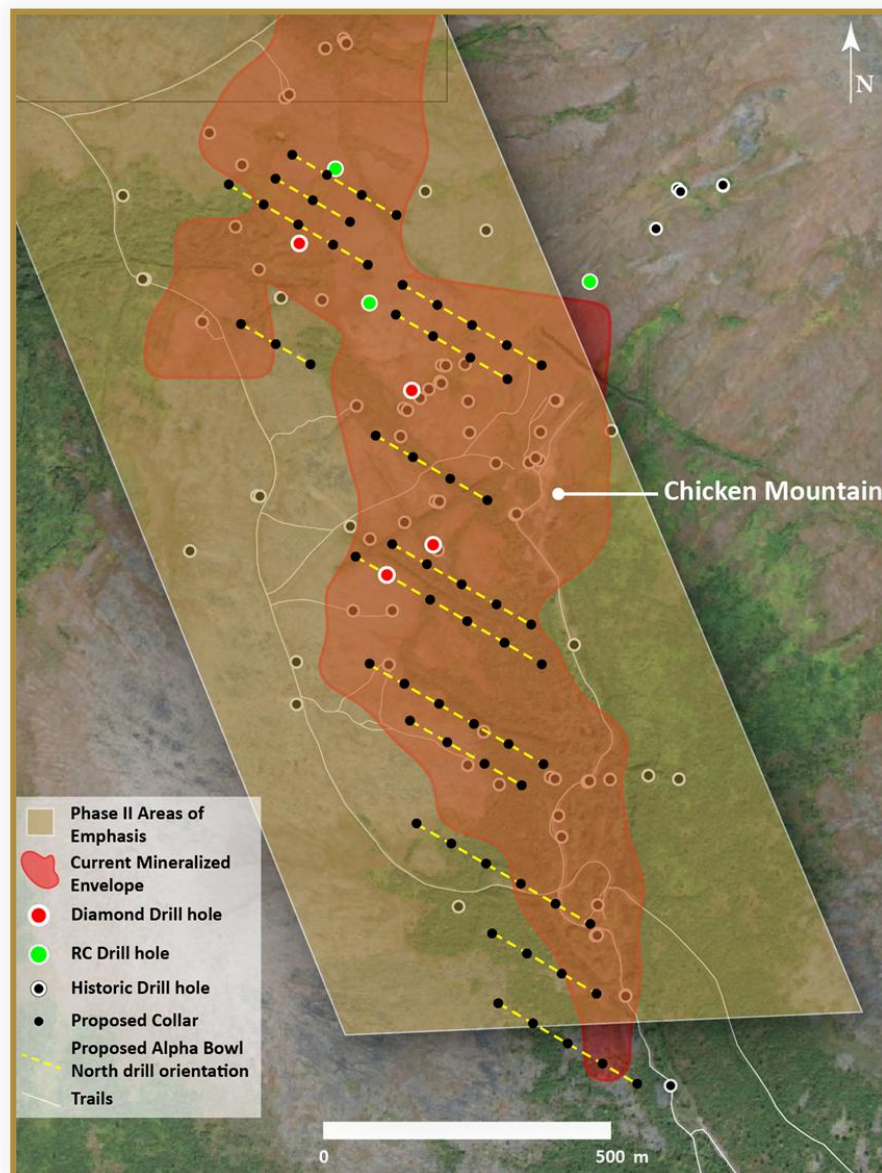 N
Chicken Mountain
Phase II Areas of
Emphasis
Current Mineralized
Envelope
Diamond Drill hole
RC Drill hole
Historic Drill hole
Proposed Collar
Proposed Alpha Bowl
North drill orientation
Trails
0 500 m